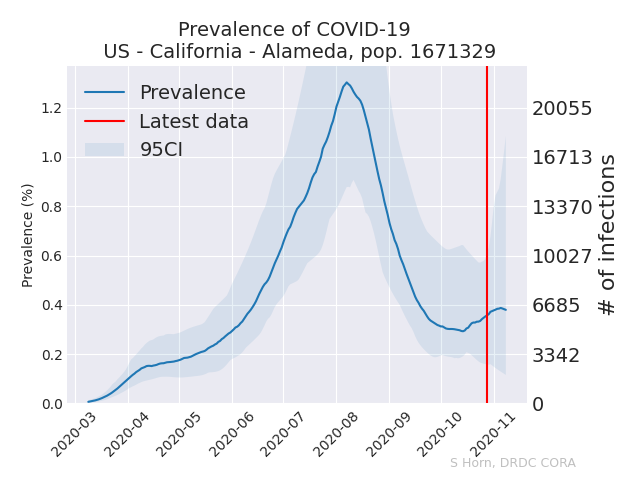 Prevalence of COVID-19
US - California - Alameda, pop. 1671329
Prevalence
Latest data
95CI
Prevalence (%)
1.2
1.0
0.8
0.6
0.4
0.2
0.0
20055
16713
13370
10027
6685
3342
0
# of infections
2020-03
2020-04
2020-05
2020-06
2020-07
2020-08
2020-09
2020-10
2020-11
S Horn, DRDC CORA